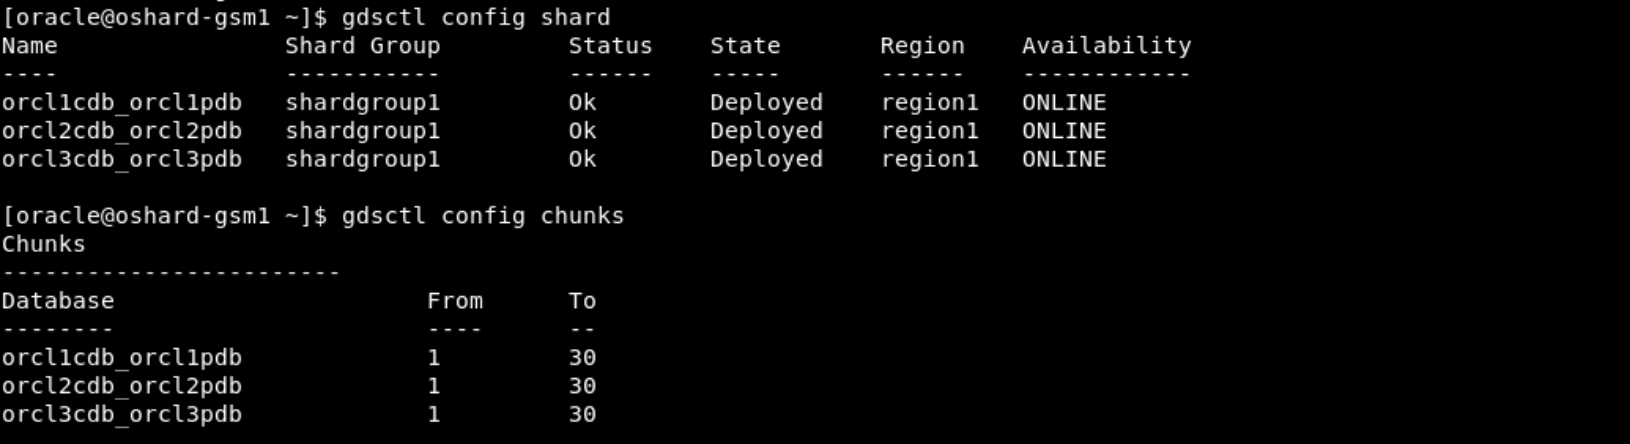 [oracle@oshard-gsm1 ~]$ gdsctl config shard
Name                Shard Group         Status    State       Region    Availability
----                -----------         ------    -----       ------    ------------
orcl1cdb_orcl1pdb   shardgroup1         Ok        Deployed    region1   ONLINE
orcl2cdb_orcl2pdb   shardgroup1         Ok        Deployed    region1   ONLINE
orcl3cdb_orcl3pdb   shardgroup1         Ok        Deployed    region1   ONLINE

[oracle@oshard-gsm1 ~]$ gdsctl config chunks
Chunks
------------------------
Database                      From      To
--------                      ----      --
orcl1cdb_orcl1pdb             1         30
orcl2cdb_orcl2pdb             1         30
orcl3cdb_orcl3pdb             1         30